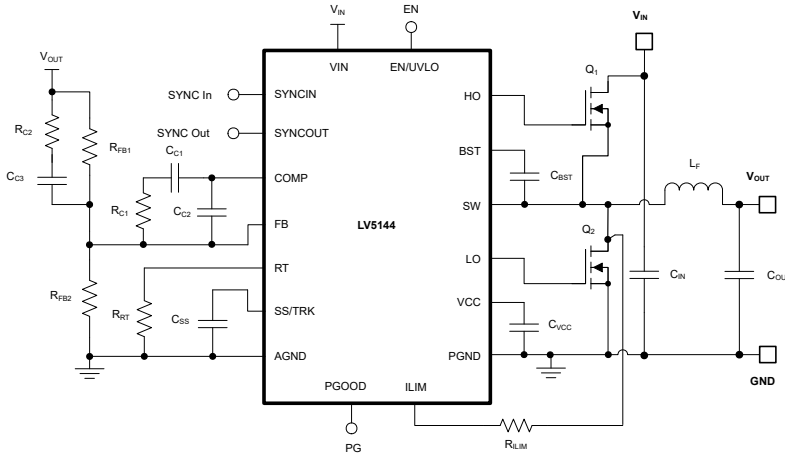 VIN
EN
VIN
VOUT
VIN
EN/UVLO
Q1
SYNC In
SYNCIN
HO
RC2
RFB1
SYNC Out
SYNCOUT
CC1
BST
LF
VOUT
CC3
COMP
CBST
RC1
CC2
SW
FB
LV5144
Q2
RT
LO
CIN
COU
RFB2
RRT
CSS
SS/TRK
VCC
CVCC
AGND
PGND
GND
PGOOD
ILIM
PG
RILIM